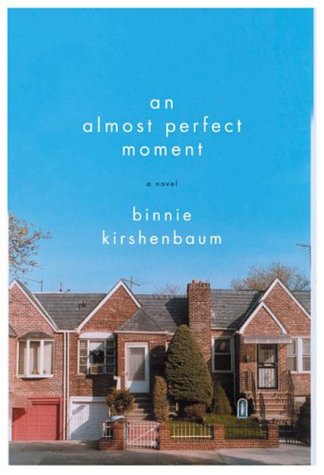 an
almost perfect
moment
a novel
binnie
kirshenbaum